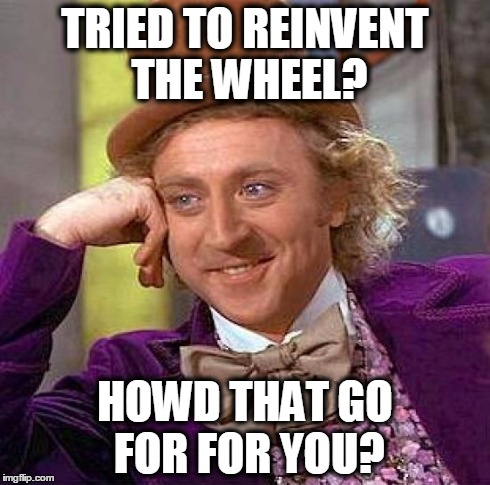 TRIED TO REINVENT
THE WHEEL?
HOWD THAT GO
FOR FOR YOU?
imgflip.com